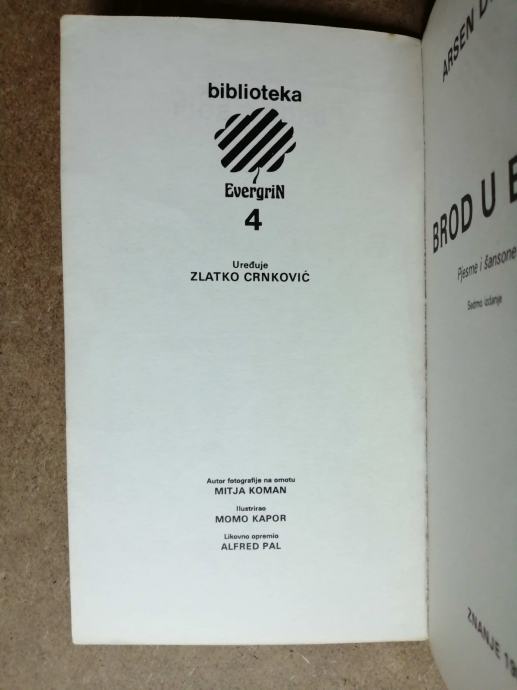 biblioteka
EvergriN
4
Uređuje
ZLATKO CRNKOVIĆ
Autor fotografije na omotu
MITJA KOMAN
Ilustrirao
MOMO KAPOR
Likovno opremio
ALFRED PAL
ARSEN
BROD U
Pjesme i šansone
Sedmo izdanje
ZNANJE